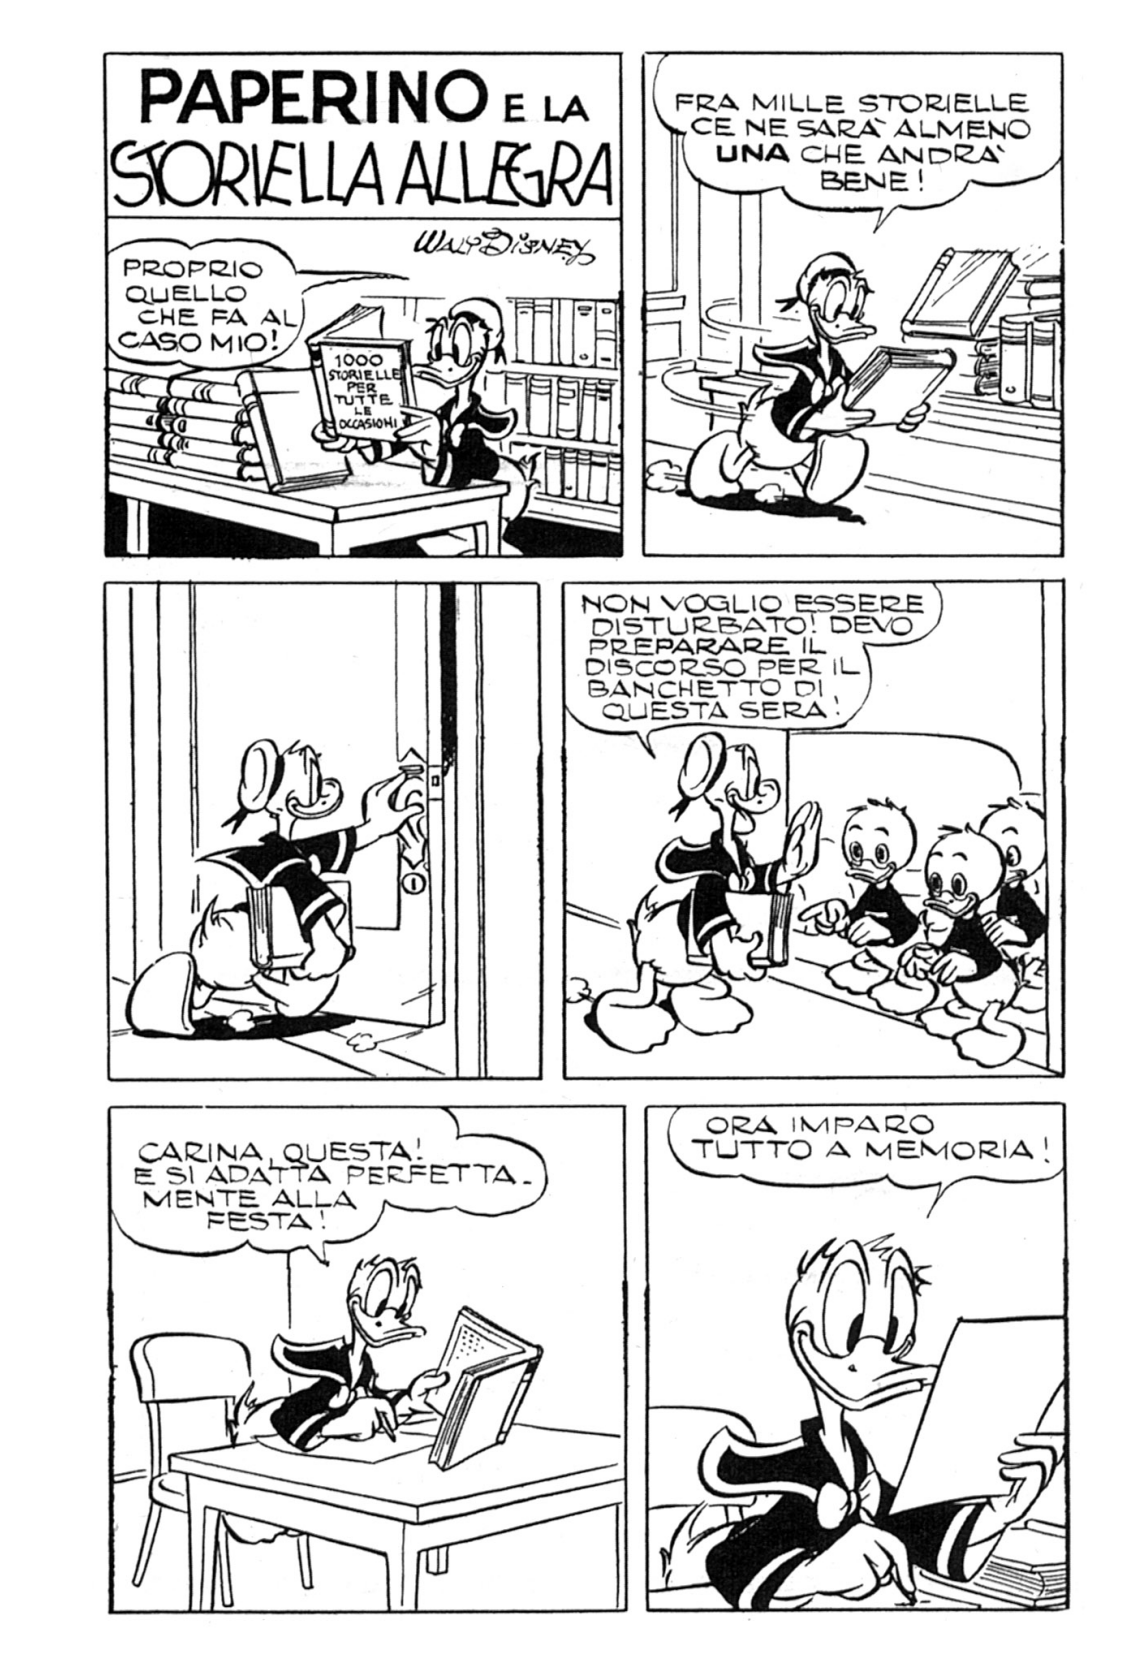 PAPERINO E LA
STORIELLA ALLEGRA
WALT DISNEY
PROPRIO
QUELLO
CHE FA AL
CASO MIO!
1000
STORIELLE
PER
TUTTE
LE
OCCASIONI
FRA MILLE STORIELLE
CE NE SARÀ ALMENO
UNA CHE ANDRÀ
BENE!
NON VOGLIO ESSERE
DISTURBATO! DEVO
PREPARARE IL
DISCORSO PER IL
BANCHETTO DI
QUESTA SERA!
CARINA, QUESTA!
E SI ADATTA PERFETTA-
MENTE ALLA
FESTA!
ORA IMPARO
TUTTO A MEMORIA!